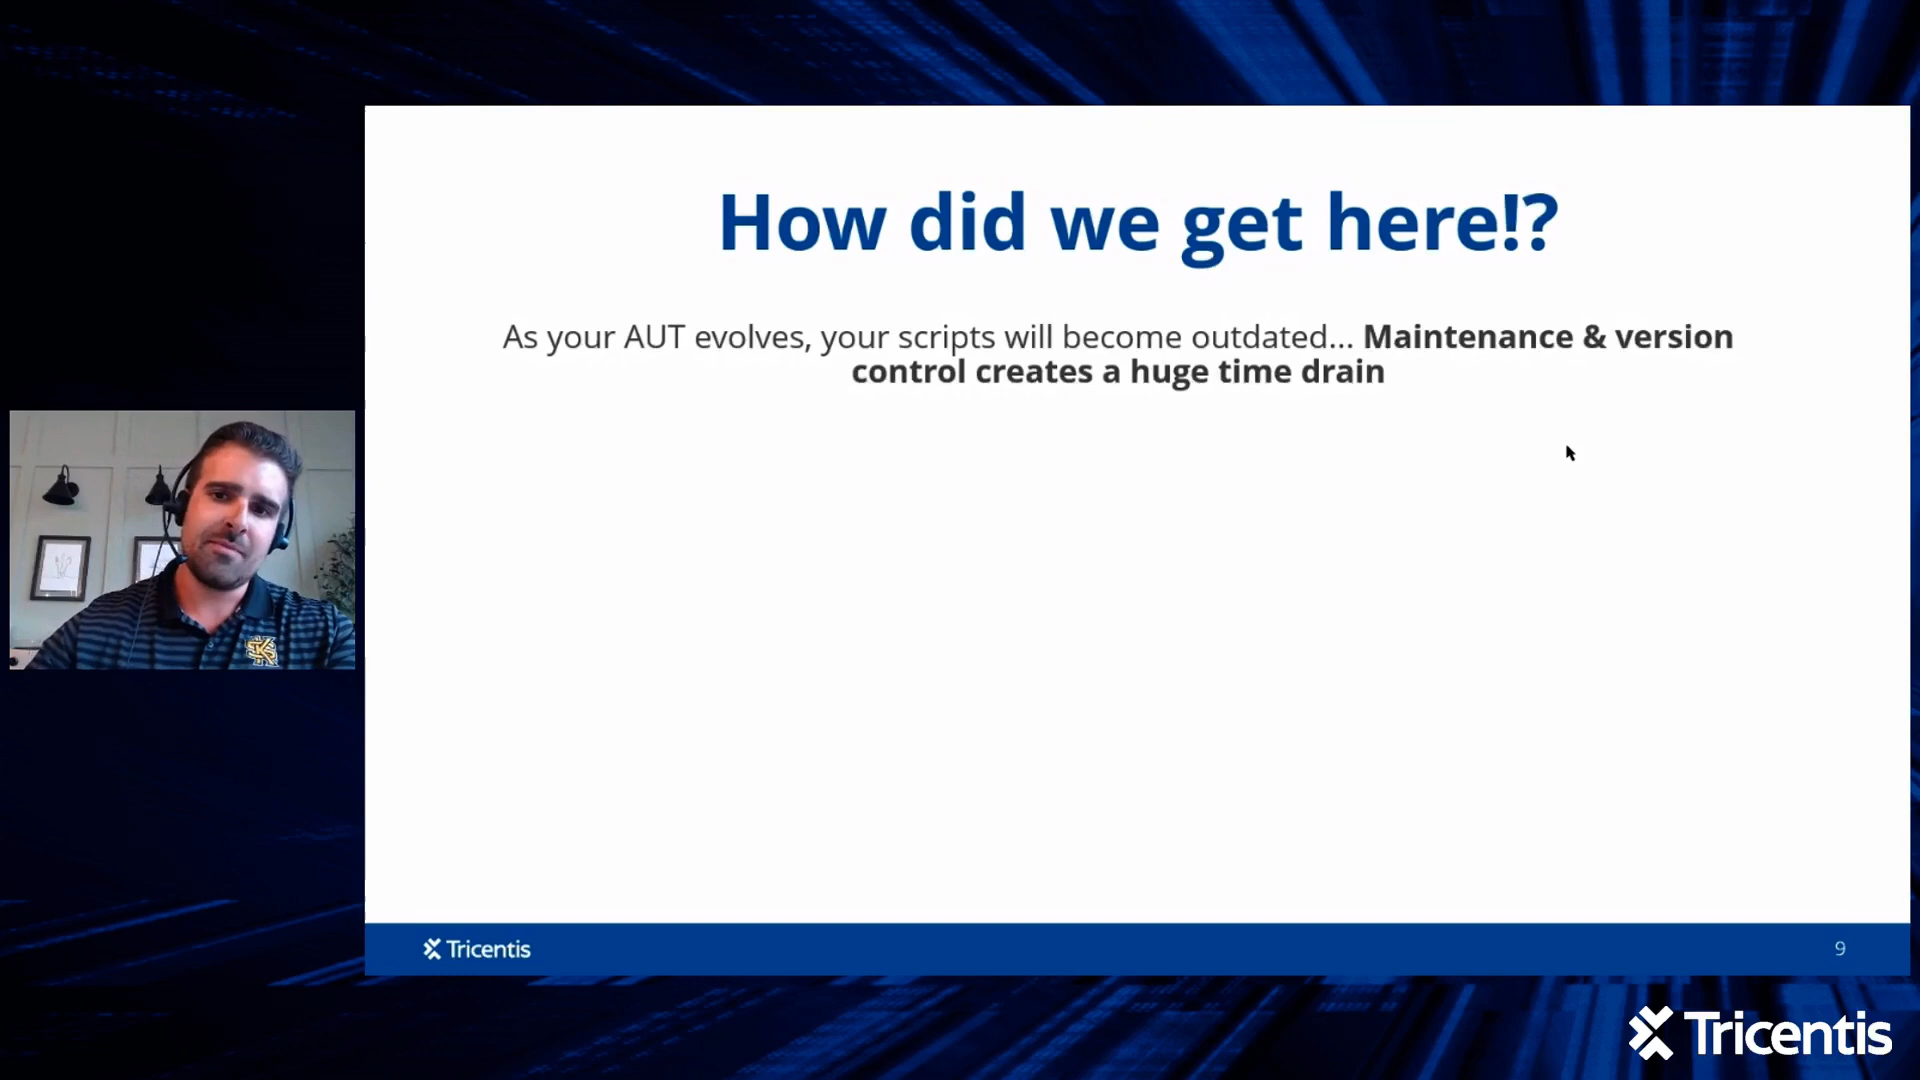 How did we get here!?
As your AUT evolves, your scripts will become outdated... Maintenance & version
control creates a huge time drain
KS
Tricentis
9
Tricentis